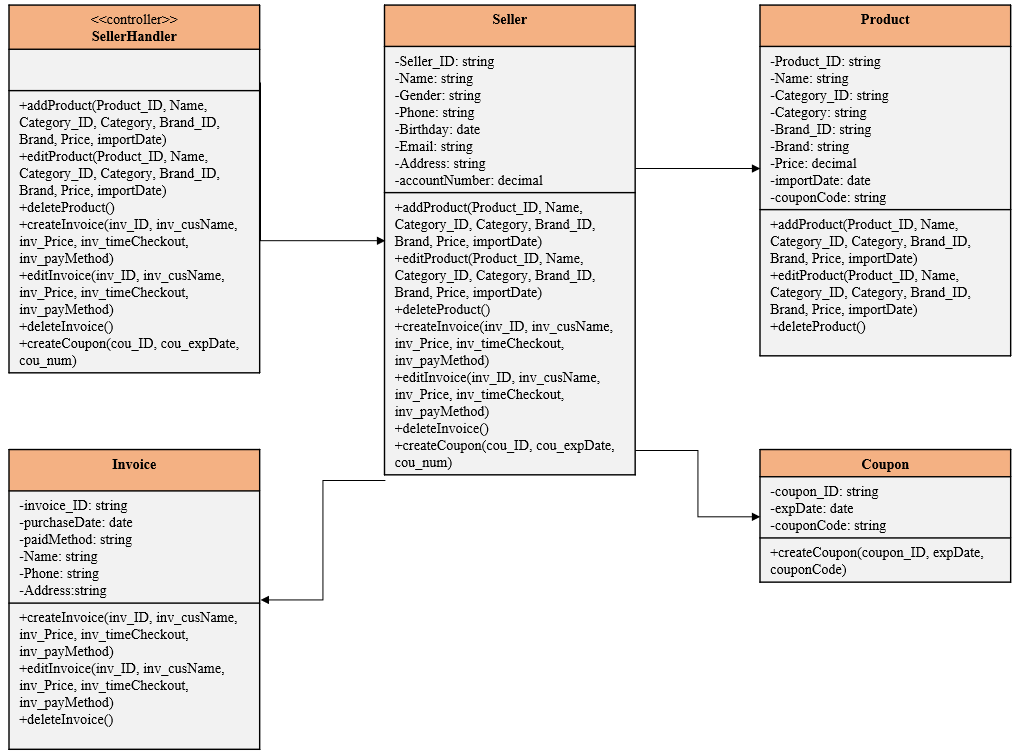 <<controller>>
SellerHandler
+addProduct(Product_ID, Name,
Category_ID, Category, Brand_ID,
Brand, Price, importDate)
+editProduct(Product_ID, Name,
Category_ID, Category, Brand_ID,
Brand, Price, importDate)
+deleteProduct()
+createInvoice(inv_ID, inv_cusName,
inv_Price, inv_timeCheckout,
inv_payMethod)
+editInvoice(inv_ID, inv_cusName,
inv_Price, inv_timeCheckout,
inv_payMethod)
+deleteInvoice()
+createCoupon(cou_ID, cou_expDate,
cou_num)
Seller
-Seller_ID: string
-Name: string
-Gender: string
-Phone: string
-Birthday: date
-Email: string
-Address: string
-accountNumber: decimal
+addProduct(Product_ID, Name,
Category_ID, Category, Brand_ID,
Brand, Price, importDate)
+editProduct(Product_ID, Name,
Category_ID, Category, Brand_ID,
Brand, Price, importDate)
+deleteProduct()
+createInvoice(inv_ID, inv_cusName,
inv_Price, inv_timeCheckout,
inv_payMethod)
+editInvoice(inv_ID, inv_cusName,
inv_Price, inv_timeCheckout,
inv_payMethod)
+deleteInvoice()
+createCoupon(cou_ID, cou_expDate,
cou_num)
Product
-Product_ID: string
-Name: string
-Category_ID: string
-Category: string
-Brand_ID: string
-Brand: string
-Price: decimal
-importDate: date
-couponCode: string
+addProduct(Product_ID, Name,
Category_ID, Category, Brand_ID,
Brand, Price, importDate)
+editProduct(Product_ID, Name,
Category_ID, Category, Brand_ID,
Brand, Price, importDate)
+deleteProduct()
Invoice
-invoice_ID: string
-purchaseDate: date
-paidMethod: string
-Name: string
-Phone: string
-Address:string
+createInvoice(inv_ID, inv_cusName,
inv_Price, inv_timeCheckout,
inv_payMethod)
+editInvoice(inv_ID, inv_cusName,
inv_Price, inv_timeCheckout,
inv_payMethod)
+deleteInvoice()
Coupon
-coupon_ID: string
-expDate: date
-couponCode: string
+createCoupon(coupon_ID, expDate,
couponCode)